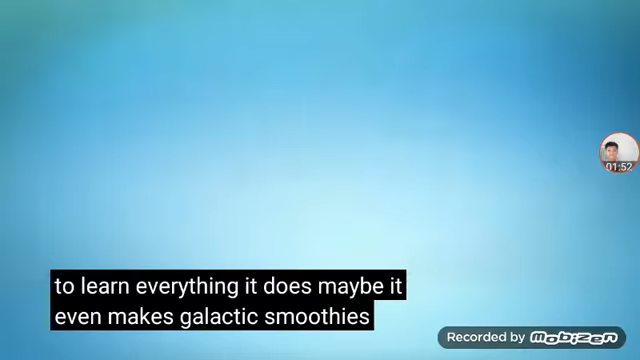 01:52
to learn everything it does maybe it
even makes galactic smoothies
Recorded by mobizen